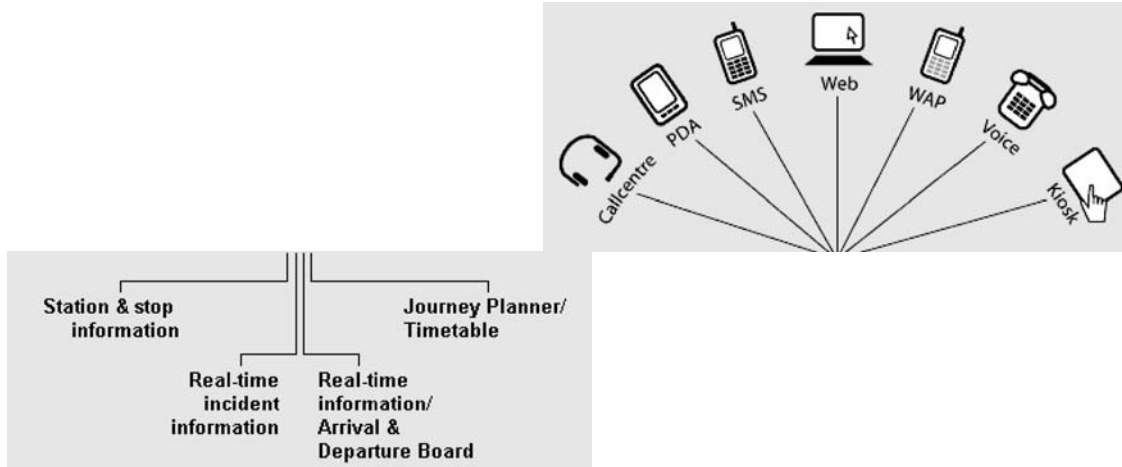 Callcentre
PDA
SMS
Web
WAP
Voice
Kiosk
Station & stop
information
Journey Planner/
Timetable
Real-time
incident
information
Real-time
information/
Arrival &
Departure Board